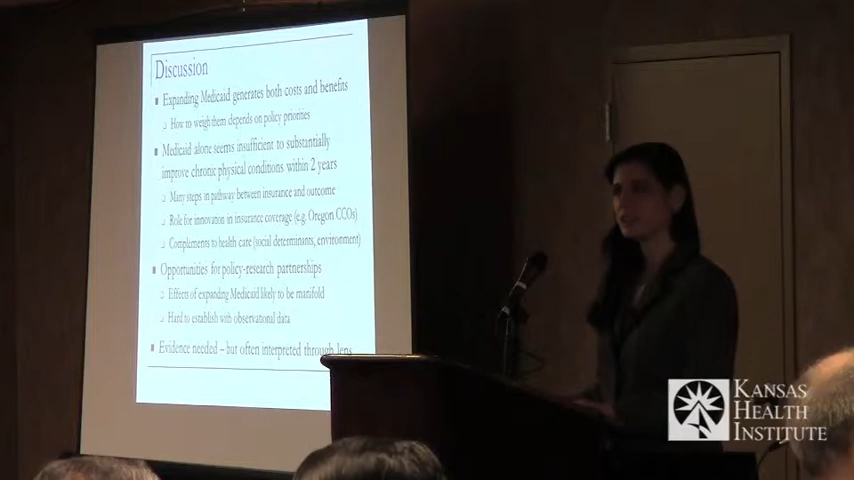 Discussion
Expanding Medicaid generates both costs and benefits
How to weigh them depends on policy priorities
Medicaid alone seems insufficient to substantially
improve chronic physical conditions within 2 years
Many steps in pathway between insurance and outcome
Role for innovation in insurance coverage (e.g. Oregon CCOs)
Complements to health care (social determinants, environment)
Opportunities for policy-research partnerships
Effects of expanding Medicaid likely to be manifold
Hard to establish with observational data
Evidence needed – but often interpreted through lens
KANSAS
HEALTH
INSTITUTE